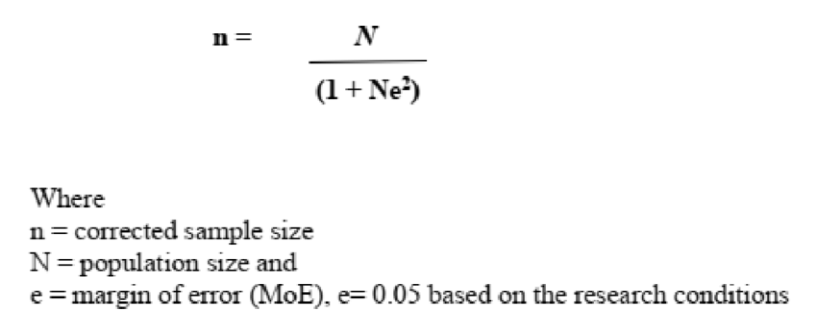 n = N
(1 + Ne²)
Where
n = corrected sample size
N = population size and
e = margin of error (MoE), e= 0.05 based on the research conditions